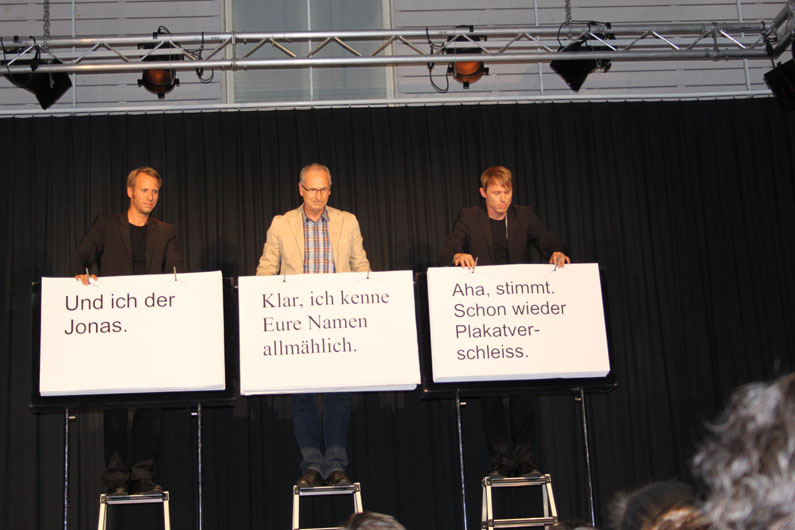 Und ich der
Jonas.
Klar, ich kenne
Eure Namen
allmählich.
Aha, stimmt.
Schon wieder
Plakatver-
schleiss.